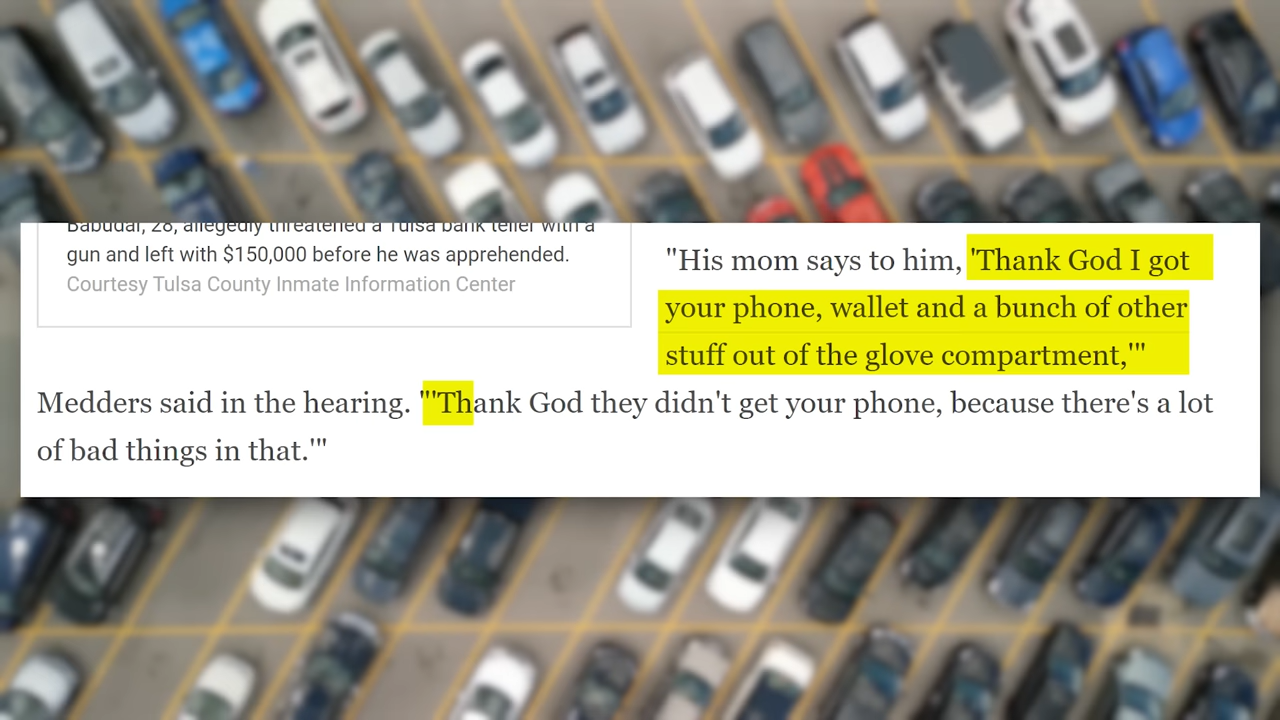 Babudar, 28, allegedly threatened a Tulsa bank teller with a
gun and left with $150,000 before he was apprehended.
Courtesy Tulsa County Inmate Information Center
"His mom says to him, 'Thank God I got
your phone, wallet and a bunch of other
stuff out of the glove compartment,'"
Medders said in the hearing. "'Thank God they didn't get your phone, because there's a lot
of bad things in that.'"